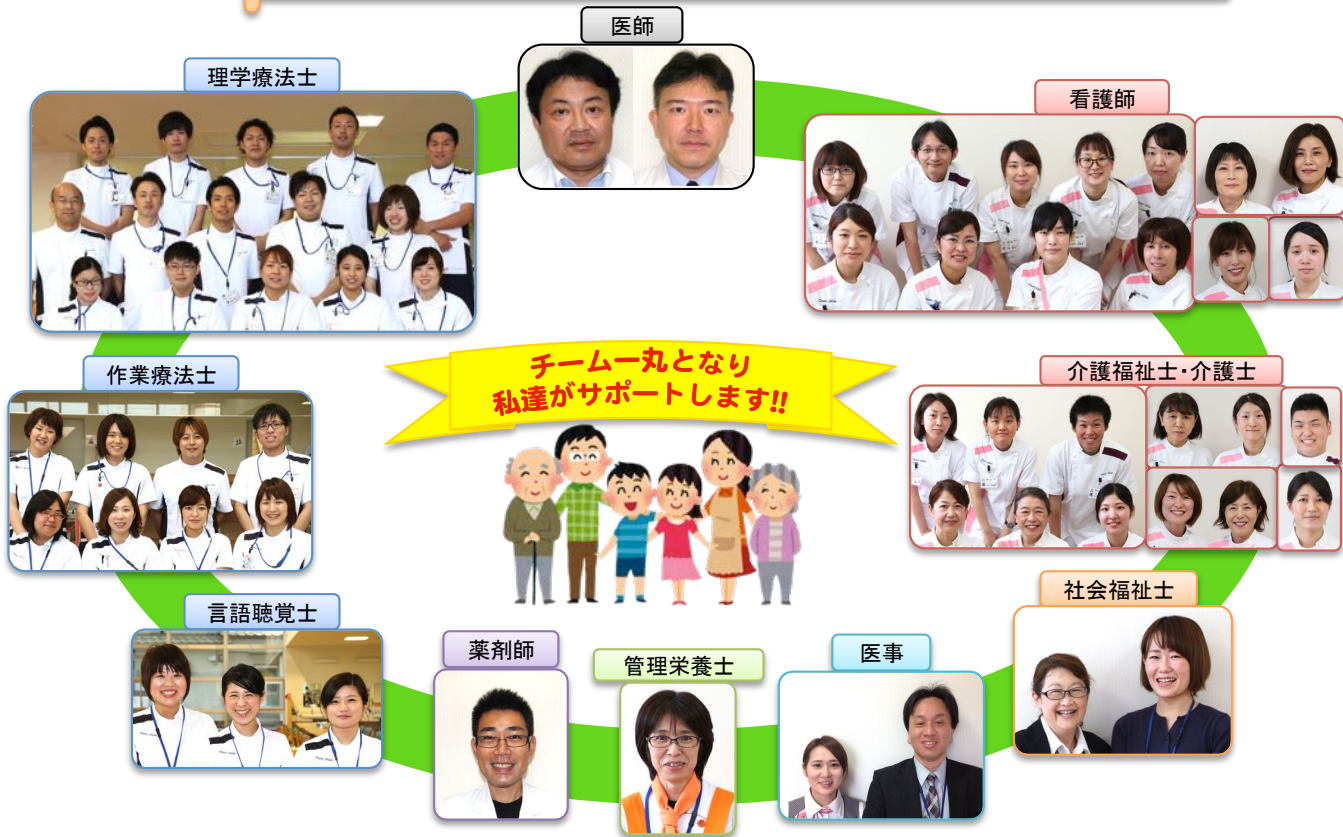 医師
理学療法士
看護師
チーム一丸となり
私達がサポートします!!
作業療法士
介護福祉士・介護士
言語聴覚士
社会福祉士
薬剤師
管理栄養士
医事